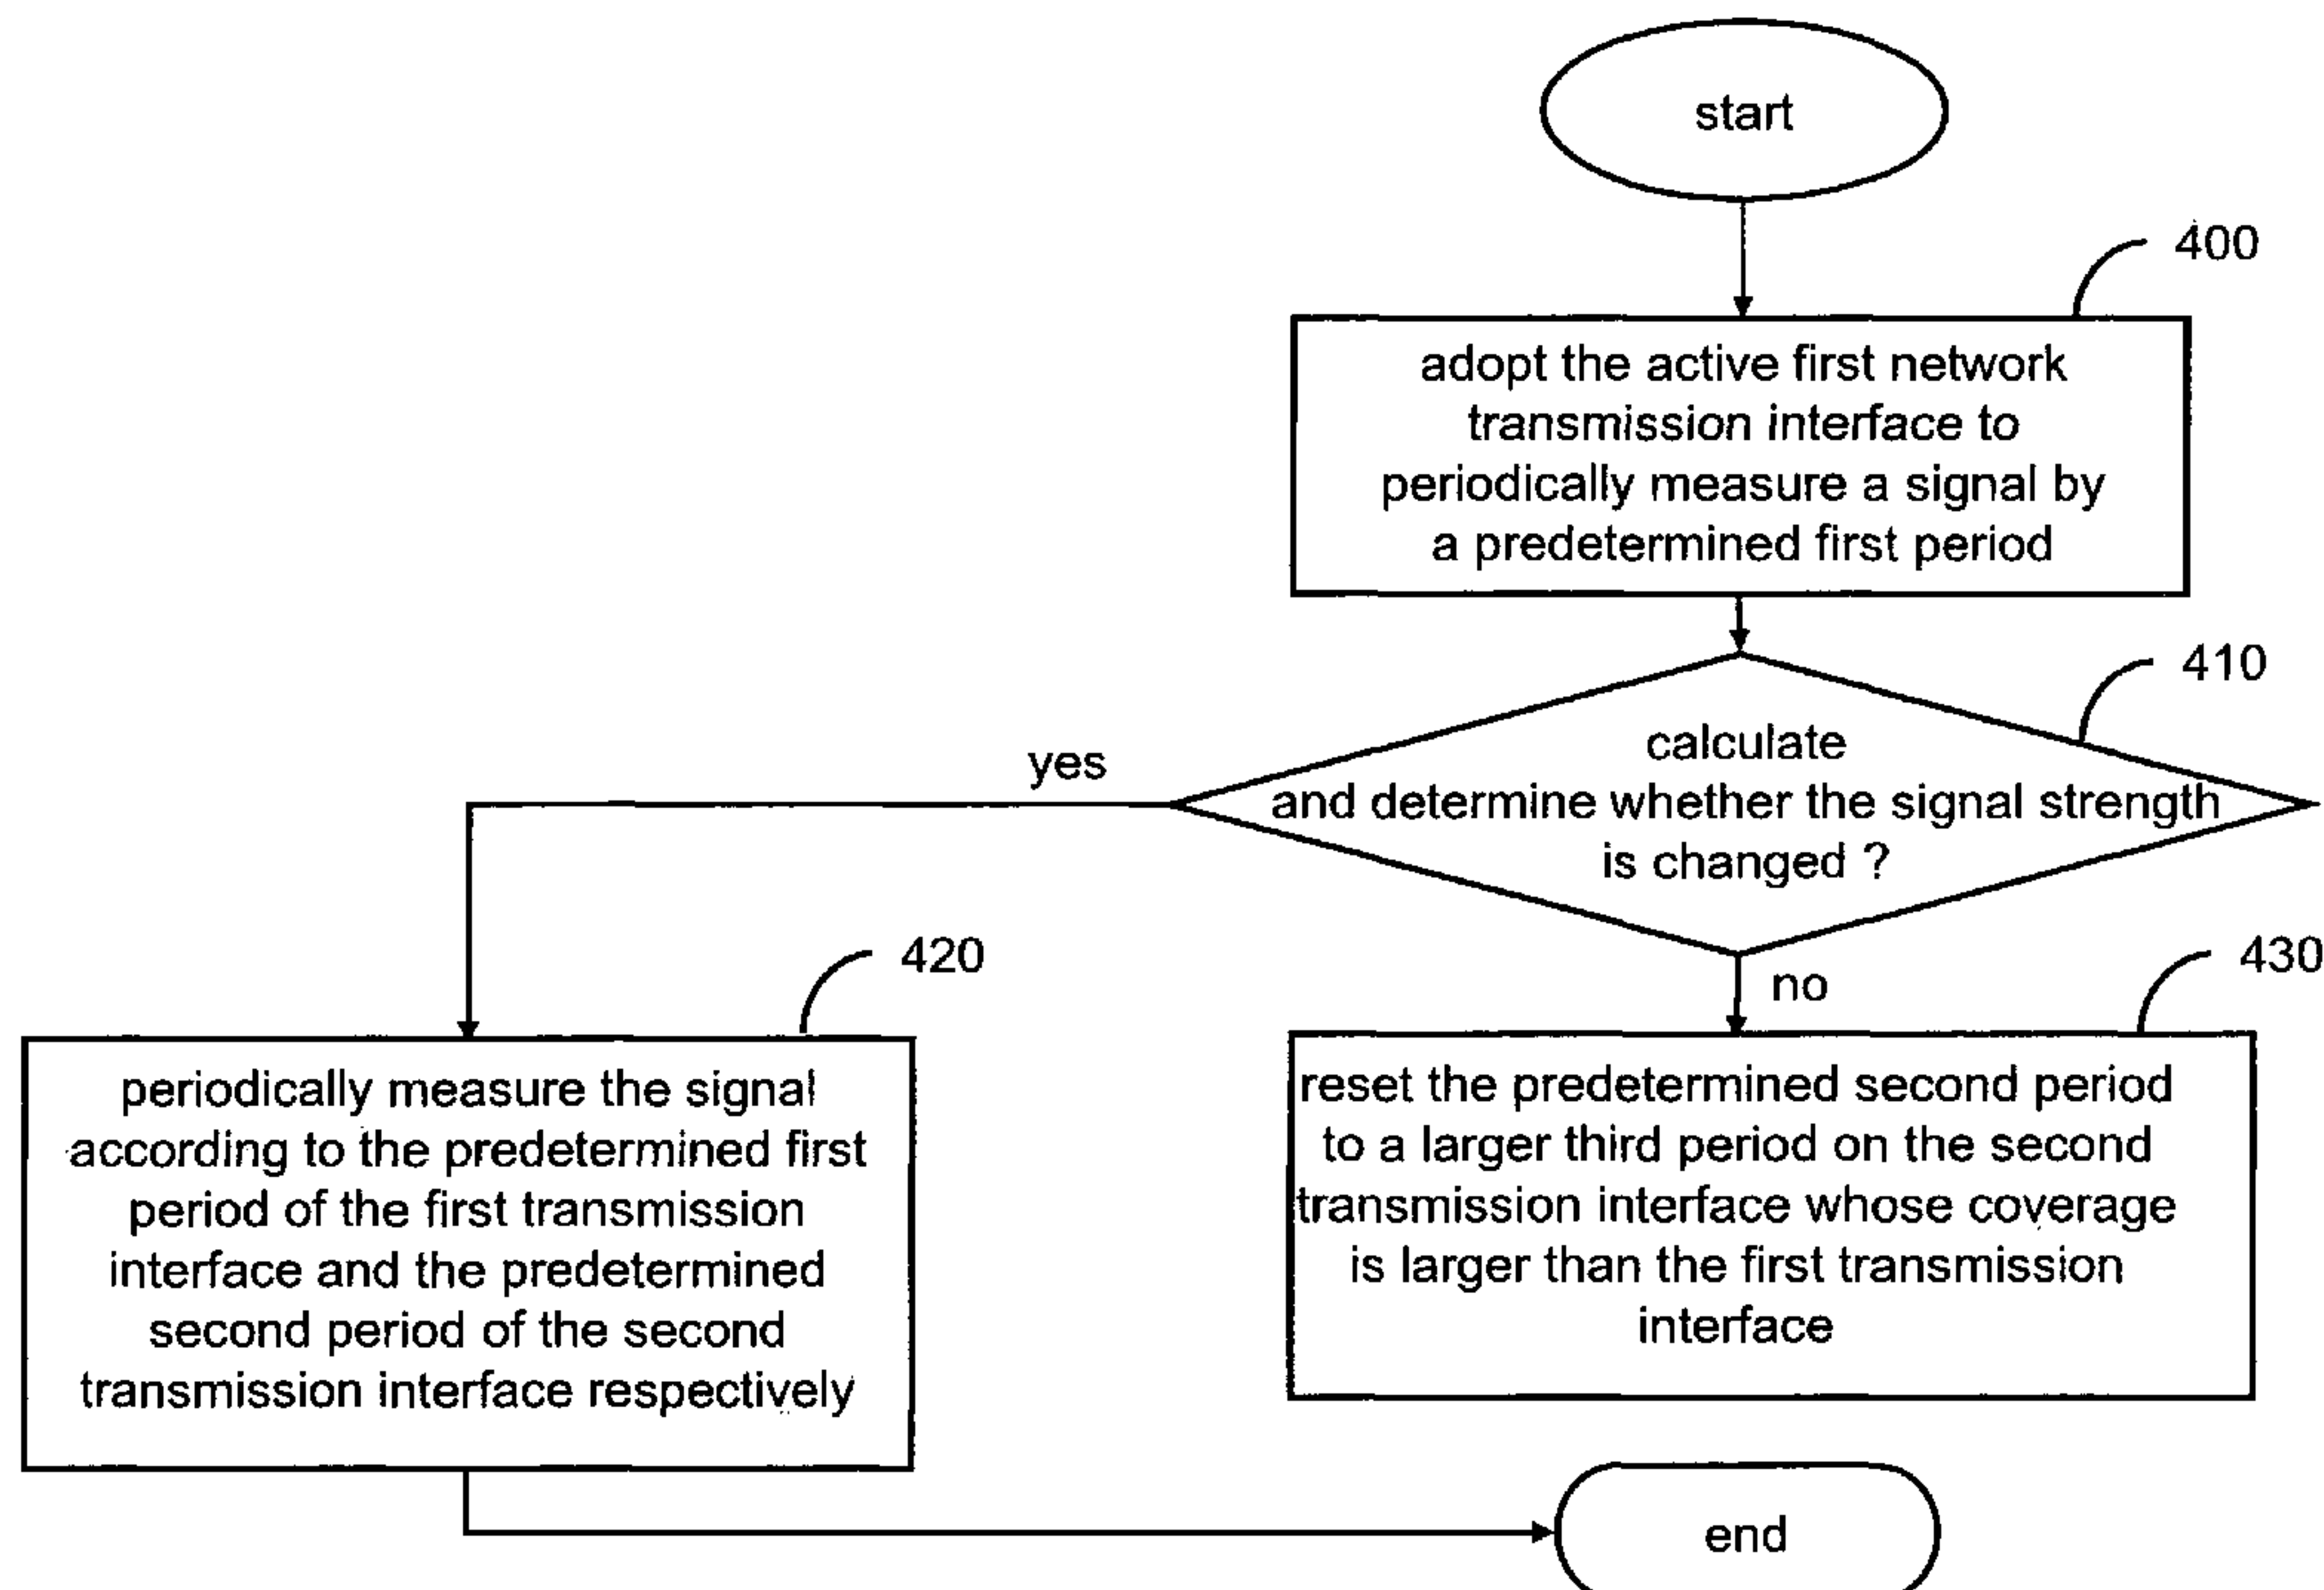 start
400
adopt the active first network
transmission interface to
periodically measure a signal by
a predetermined first period
410
calculate
and determine whether the signal strength
is changed ?
yes
no
420
periodically measure the signal
according to the predetermined first
period of the first transmission
interface and the predetermined
second period of the second
transmission interface respectively
430
reset the predetermined second period
to a larger third period on the second
transmission interface whose coverage
is larger than the first transmission
interface
end